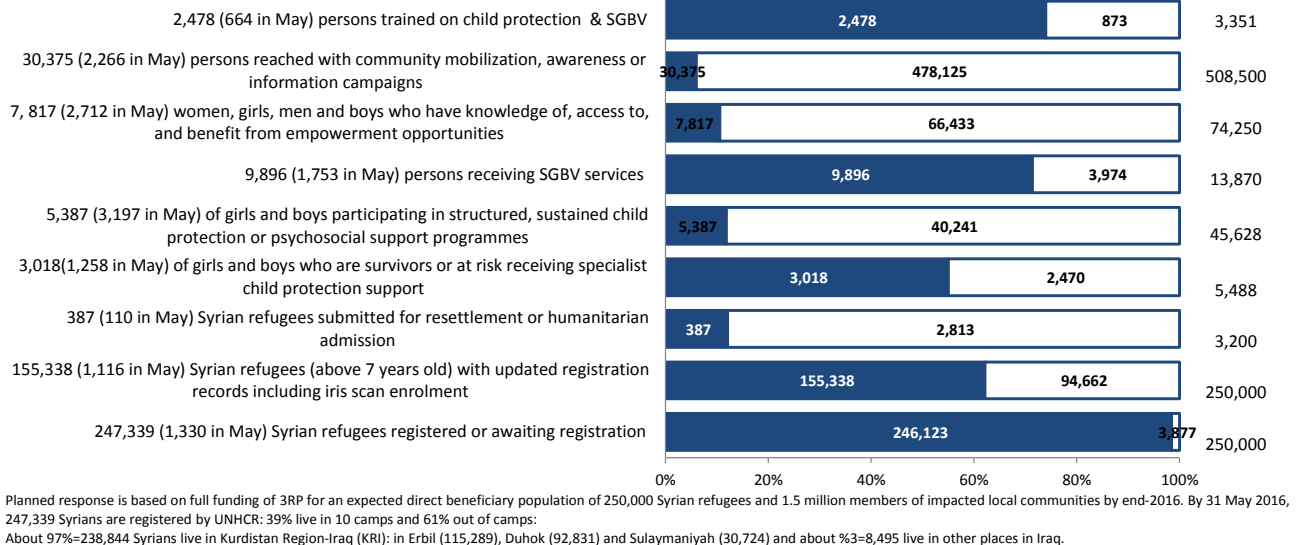 2,478 (664 in May) persons trained on child protection & SGBV
2,478 873 3,351
30,375 (2,266 in May) persons reached with community mobilization, awareness or
information campaigns
30,375 478,125 508,500
7, 817 (2,712 in May) women, girls, men and boys who have knowledge of, access to,
and benefit from empowerment opportunities
7,817 66,433 74,250
9,896 (1,753 in May) persons receiving SGBV services
9,896 3,974 13,870
5,387 (3,197 in May) of girls and boys participating in structured, sustained child
protection or psychosocial support programmes
5,387 40,241 45,628
3,018(1,258 in May) of girls and boys who are survivors or at risk receiving specialist
child protection support
3,018 2,470 5,488
387 (110 in May) Syrian refugees submitted for resettlement or humanitarian
admission
387 2,813 3,200
155,338 (1,116 in May) Syrian refugees (above 7 years old) with updated registration
records including iris scan enrolment
155,338 94,662 250,000
247,339 (1,330 in May) Syrian refugees registered or awaiting registration
246,123 3,877 250,000
0% 20% 40% 60% 80% 100%
Planned response is based on full funding of 3RP for an expected direct beneficiary population of 250,000 Syrian refugees and 1.5 million members of impacted local communities by end-2016. By 31 May 2016,
247,339 Syrians are registered by UNHCR: 39% live in 10 camps and 61% out of camps:
About 97%=238,844 Syrians live in Kurdistan Region-Iraq (KRI): in Erbil (115,289), Duhok (92,831) and Sulaymaniyah (30,724) and about %3=8,495 live in other places in Iraq.